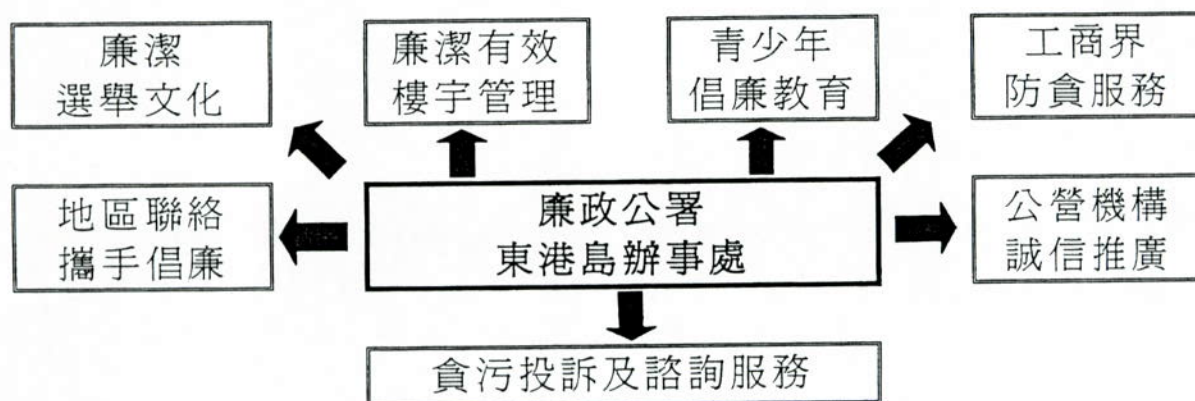 廉潔
選舉文化
廉潔有效
樓宇管理
青少年
倡廉教育
工商界
防貪服務
地區聯絡
攜手倡廉
廉政公署
東港島辦事處
公營機構
誠信推廣
貪污投訴及諮詢服務